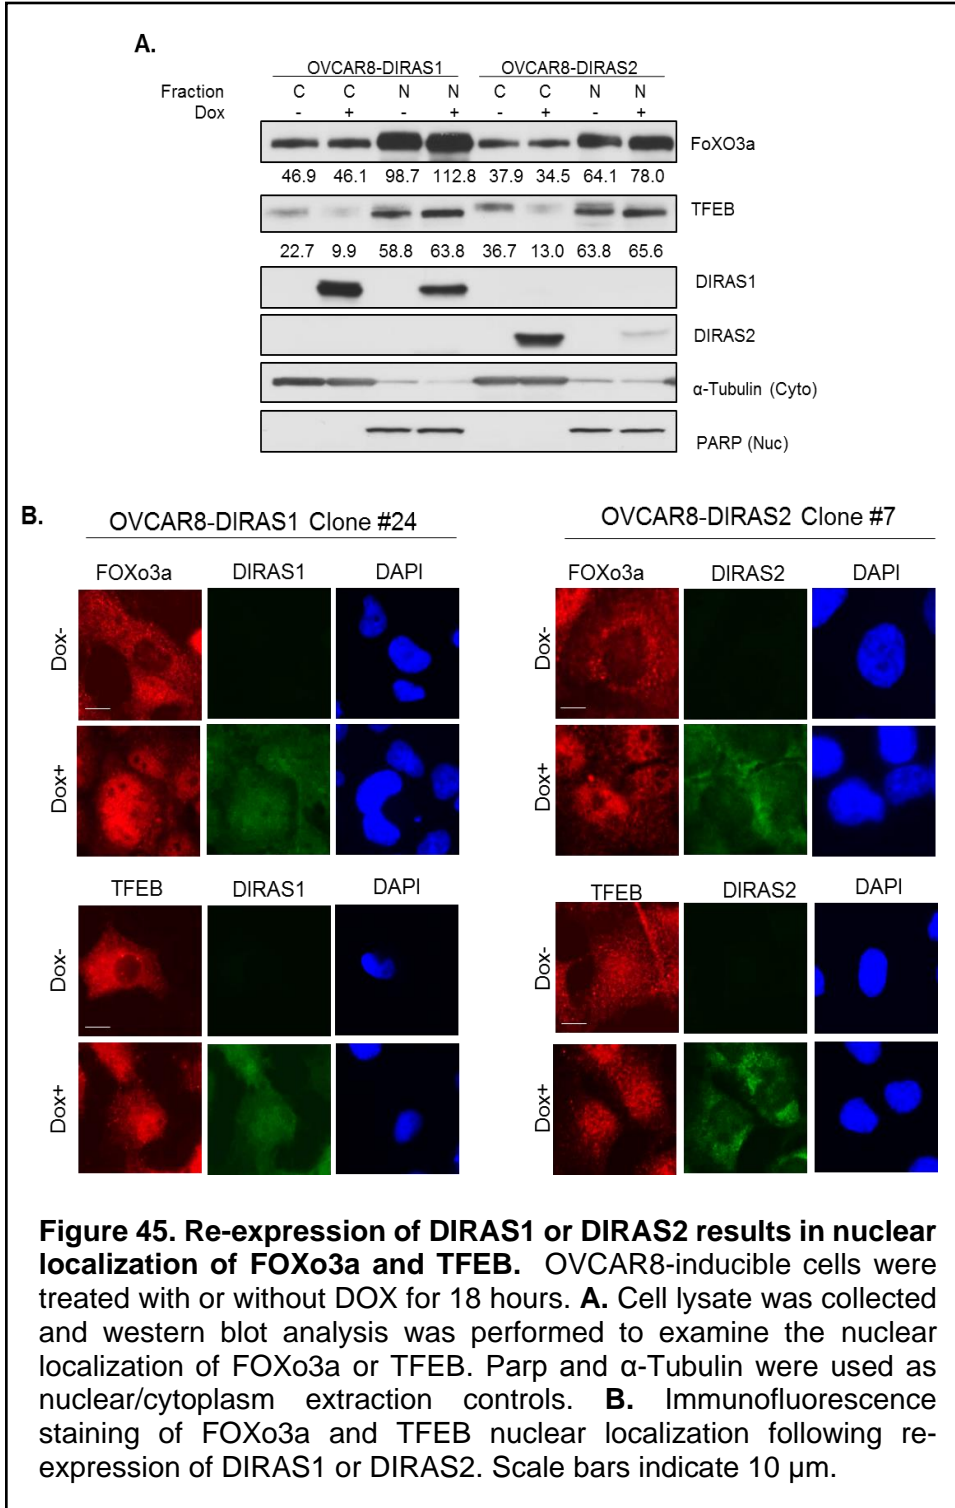 A.
OVCAR8-DIRAS1 OVCAR8-DIRAS2
Fraction C C N N C C N N
Dox - + - + - + - +
FoXO3a
46.9 46.1 98.7 112.8 37.9 34.5 64.1 78.0
TFEB
22.7 9.9 58.8 63.8 36.7 13.0 63.8 65.6
DIRAS1
DIRAS2
α-Tubulin (Cyto)
PARP (Nuc)
B.
OVCAR8-DIRAS1 Clone #24
FOXo3a DIRAS1 DAPI
Dox-
Dox+
TFEB DIRAS1 DAPI
Dox-
Dox+
OVCAR8-DIRAS2 Clone #7
FOXo3a DIRAS2 DAPI
Dox-
Dox+
TFEB DIRAS2 DAPI
Dox-
Dox+
Figure 45. Re-expression of DIRAS1 or DIRAS2 results in nuclear
localization of FOXo3a and TFEB. OVCAR8-inducible cells were
treated with or without DOX for 18 hours. A. Cell lysate was collected
and western blot analysis was performed to examine the nuclear
localization of FOXo3a or TFEB. Parp and α-Tubulin were used as
nuclear/cytoplasm extraction controls. B. Immunofluorescence
staining of FOXo3a and TFEB nuclear localization following re-
expression of DIRAS1 or DIRAS2. Scale bars indicate 10 μm.